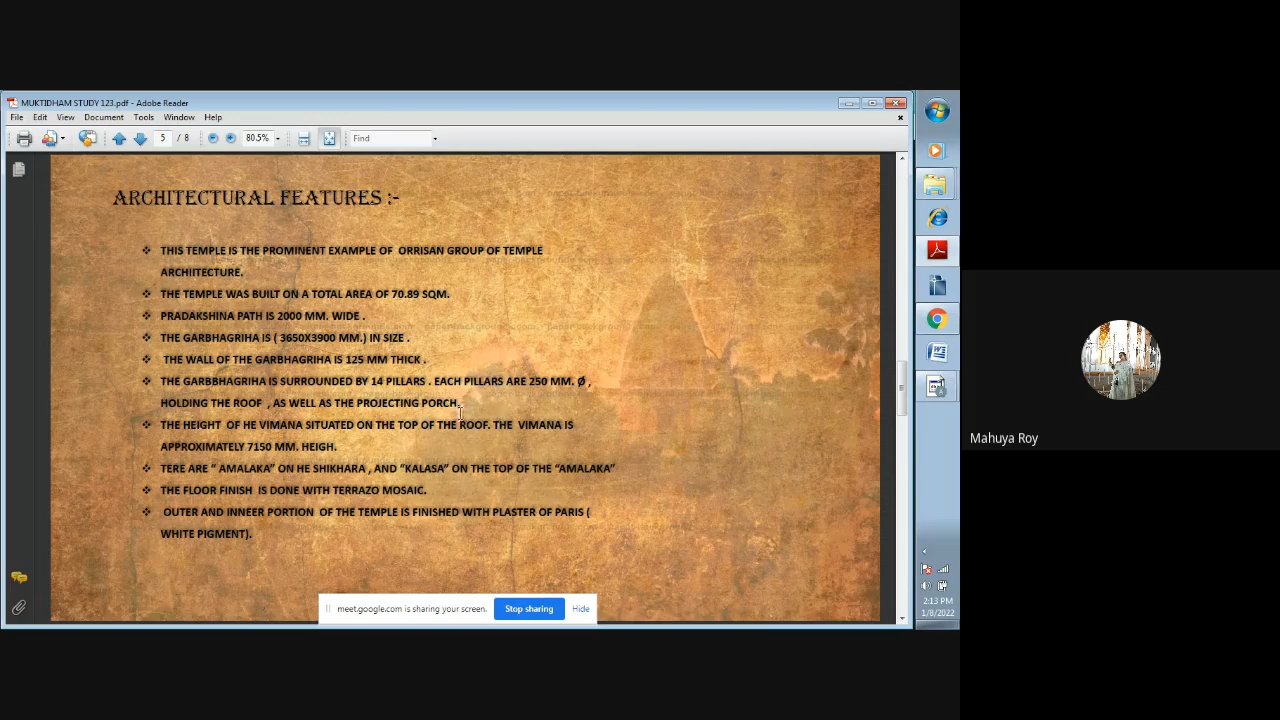 MUKTIDHAM STUDY 123.pdf - Adobe Reader
File Edit View Document Tools Window Help
5 / 8 80.5% Find
ARCHITECTURAL FEATURES :-
❖ THIS TEMPLE IS THE PROMINENT EXAMPLE OF ORRISAN GROUP OF TEMPLE
ARCHIITECTURE.
❖ THE TEMPLE WAS BUILT ON A TOTAL AREA OF 70.89 SQM.
❖ PRADAKSHINA PATH IS 2000 MM. WIDE .
❖ THE GARBHAGRIHA IS ( 3650X3900 MM.) IN SIZE .
❖ THE WALL OF THE GARBHAGRIHA IS 125 MM THICK .
❖ THE GARBBHAGRIHA IS SURROUNDED BY 14 PILLARS . EACH PILLARS ARE 250 MM. Ø ,
HOLDING THE ROOF , AS WELL AS THE PROJECTING PORCH.
❖ THE HEIGHT OF HE VIMANA SITUATED ON THE TOP OF THE ROOF. THE VIMANA IS
APPROXIMATELY 7150 MM. HEIGH.
❖ TERE ARE “ AMALAKA” ON HE SHIKHARA , AND “KALASA” ON THE TOP OF THE “AMALAKA”
❖ THE FLOOR FINISH IS DONE WITH TERRAZO MOSAIC.
❖ OUTER AND INNEER PORTION OF THE TEMPLE IS FINISHED WITH PLASTER OF PARIS (
WHITE PIGMENT).
meet.google.com is sharing your screen. Stop sharing Hide
2:13 PM
1/8/2022
Mahuya Roy